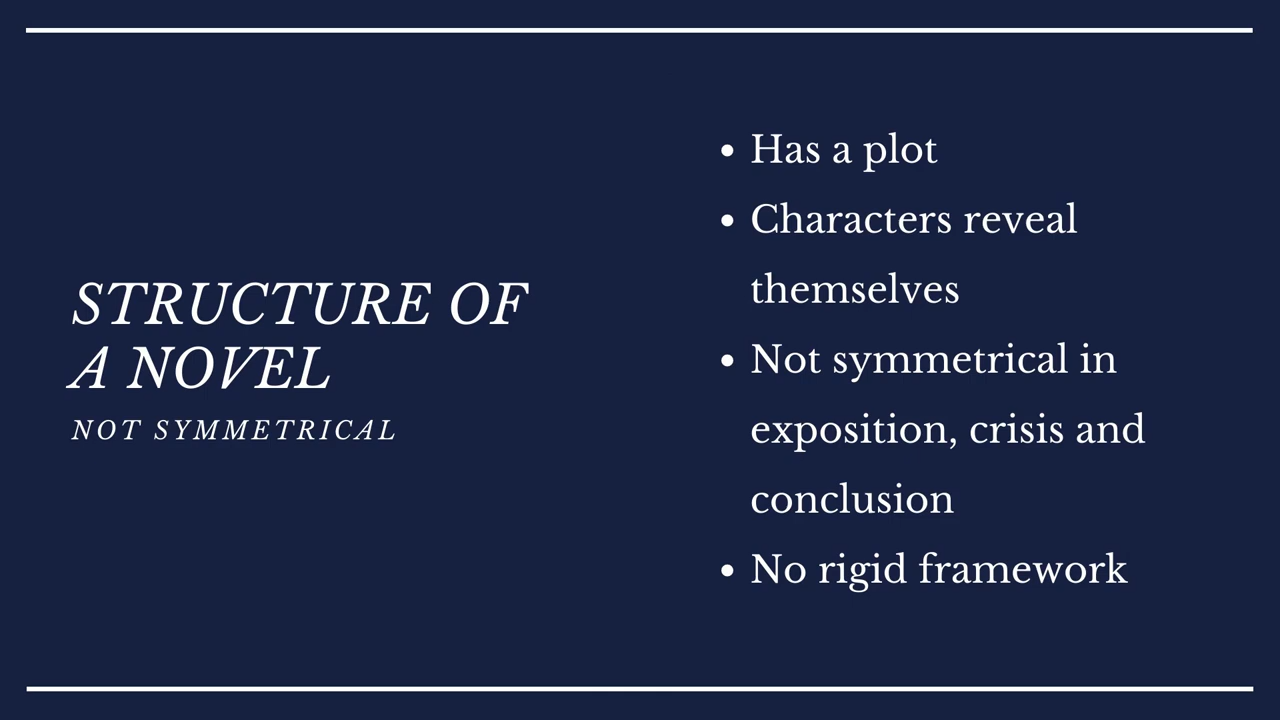 STRUCTURE OF
A NOVEL
NOT SYMMETRICAL
• Has a plot
• Characters reveal
themselves
• Not symmetrical in
exposition, crisis and
conclusion
• No rigid framework